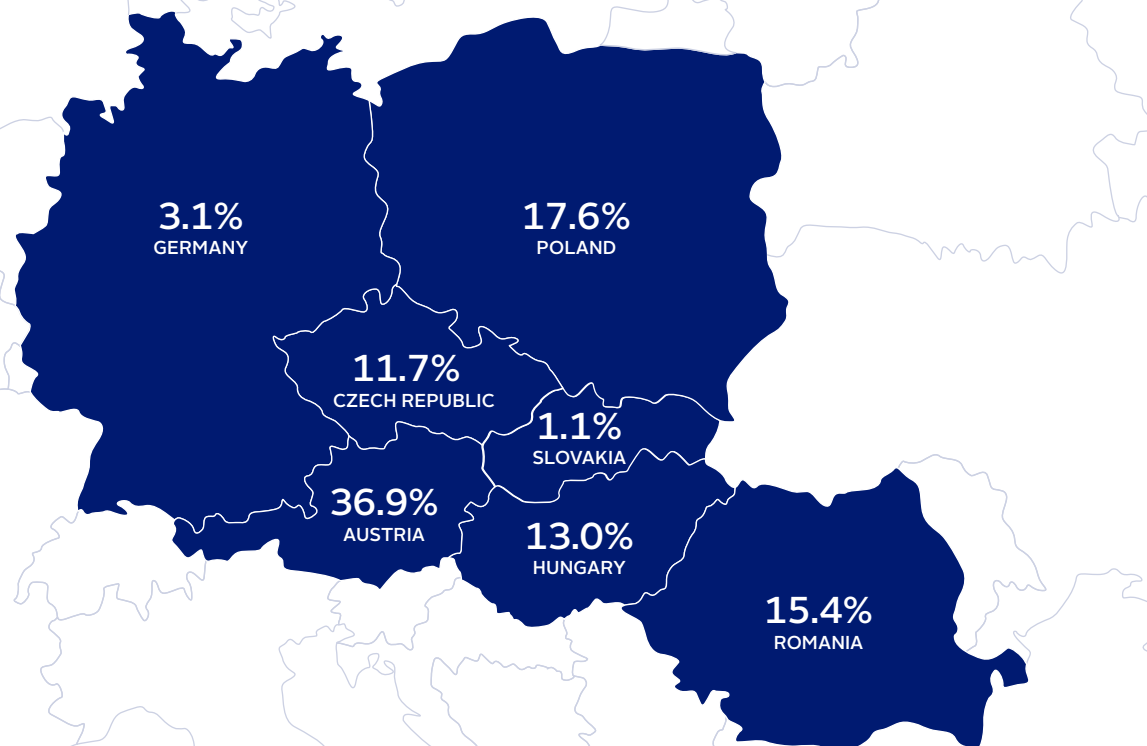 3.1%
GERMANY
17.6%
POLAND
11.7%
CZECH REPUBLIC
1.1%
SLOVAKIA
36.9%
AUSTRIA
13.0%
HUNGARY
15.4%
ROMANIA